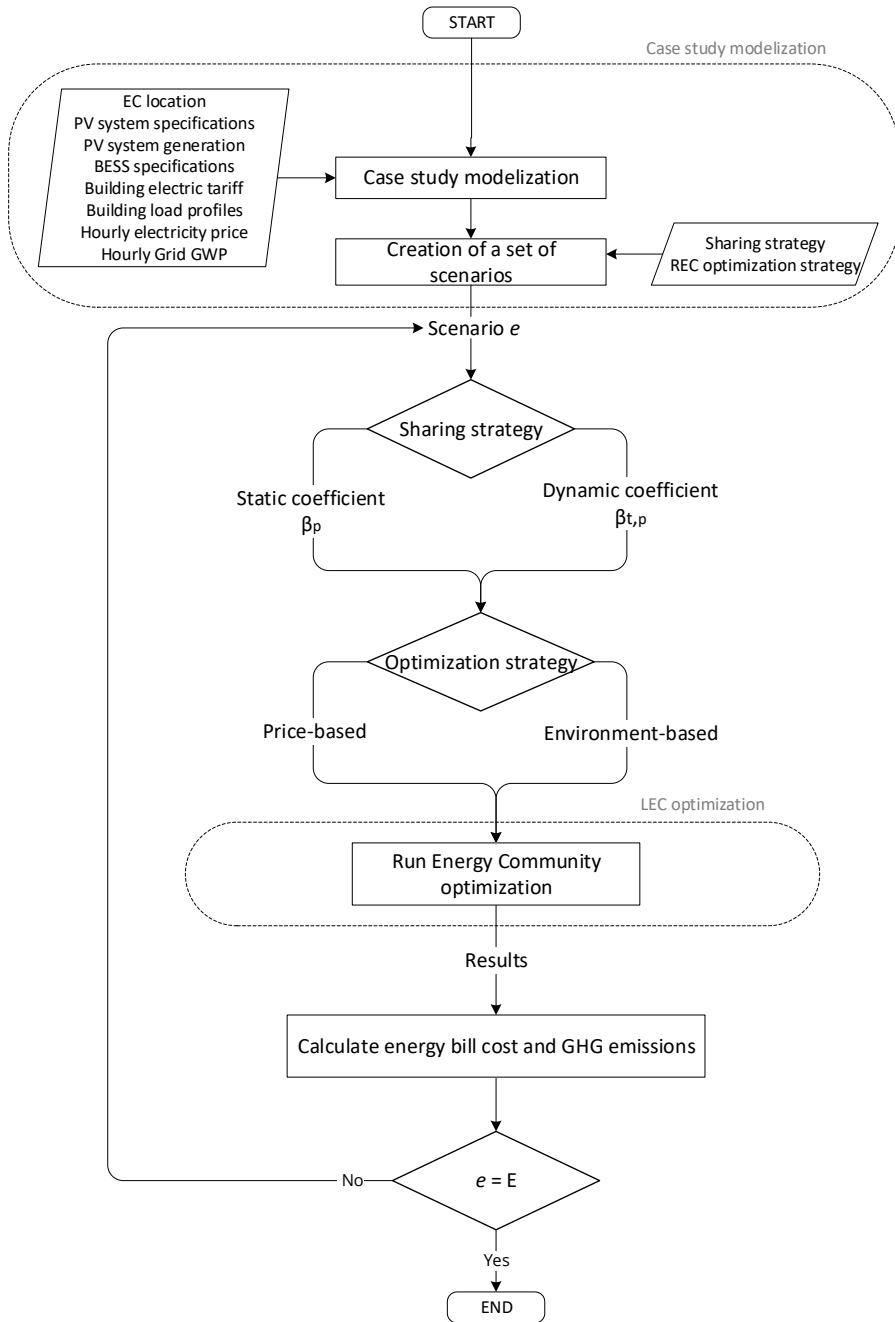 START
Case study modelization
EC location
PV system specifications
PV system generation
BESS specifications
Building electric tariff
Building load profiles
Hourly electricity price
Hourly Grid GWP
Case study modelization
Creation of a set of
scenarios
Sharing strategy
REC optimization strategy
Scenario e
Sharing strategy
Static coefficient
βp
Dynamic coefficient
βt,p
Optimization strategy
Price-based
Environment-based
LEC optimization
Run Energy Community
optimization
Results
Calculate energy bill cost and GHG emissions
e = E
No
Yes
END